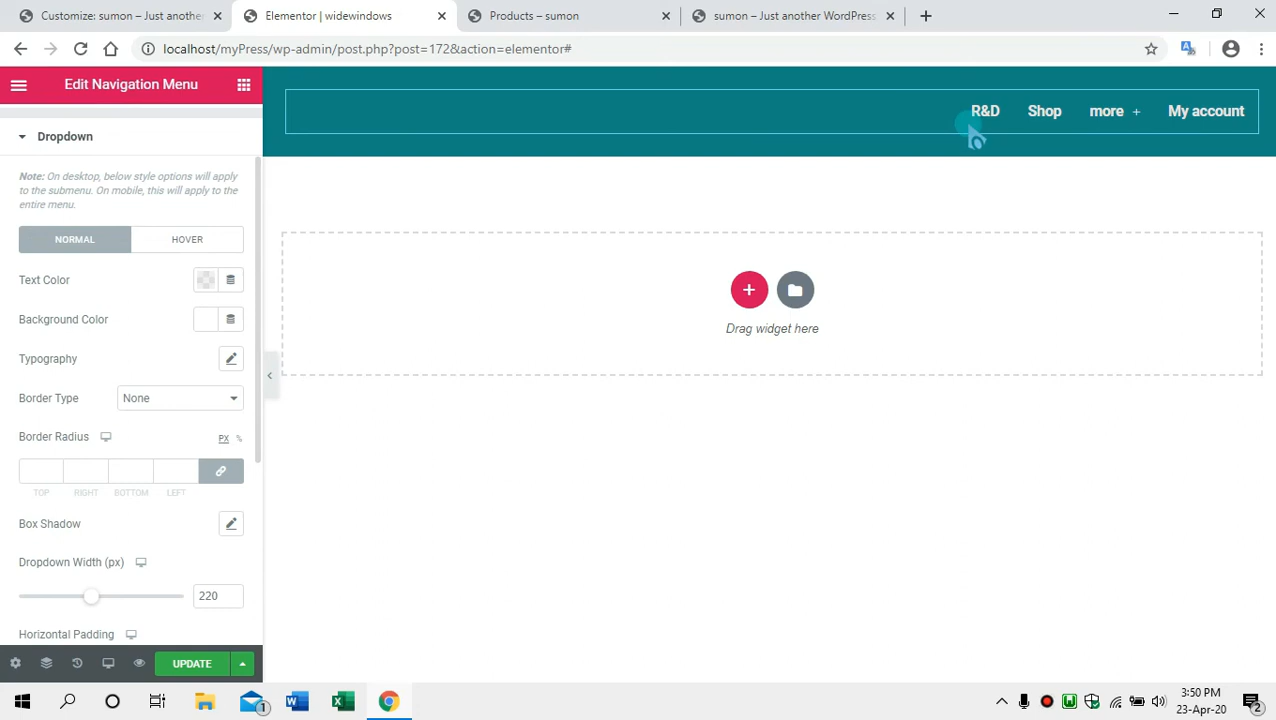 Customize: sumon – Just anothe
Elementor | widewindows
Products – sumon
sumon – Just another WordPress
localhost/myPress/wp-admin/post.php?post=172&action=elementor#
Edit Navigation Menu
R&D
Shop
more +
My account
Dropdown
Note: On desktop, below style options will apply
to the submenu. On mobile, this will apply to the
entire menu.
NORMAL
HOVER
Text Color
Background Color
Typography
Border Type
None
Border Radius
PX %
TOP
RIGHT
BOTTOM
LEFT
Box Shadow
Dropdown Width (px)
220
Horizontal Padding
UPDATE
Drag widget here
3:50 PM
23-Apr-20